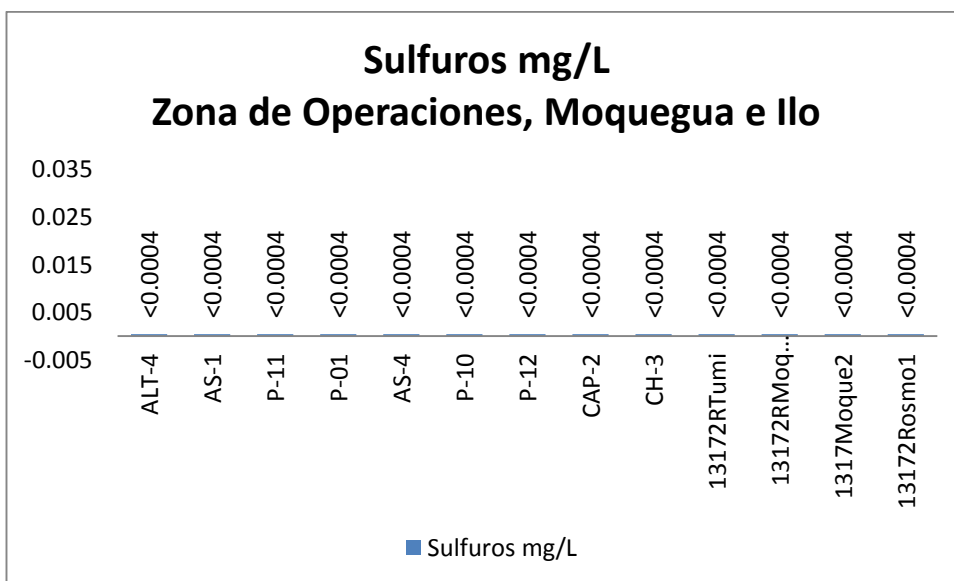 Sulfuros mg/L
Zona de Operaciones, Moquegua e Ilo
0.035
0.025
0.015
0.005
-0.005
<0.0004
<0.0004
<0.0004
<0.0004
<0.0004
<0.0004
<0.0004
<0.0004
<0.0004
<0.0004
<0.0004
<0.0004
<0.0004
ALT-4
AS-1
P-11
P-01
AS-4
P-10
P-12
CAP-2
CH-3
13172RTumi
13172RMoq...
1317Moque2
13172Rosmo1
Sulfuros mg/L